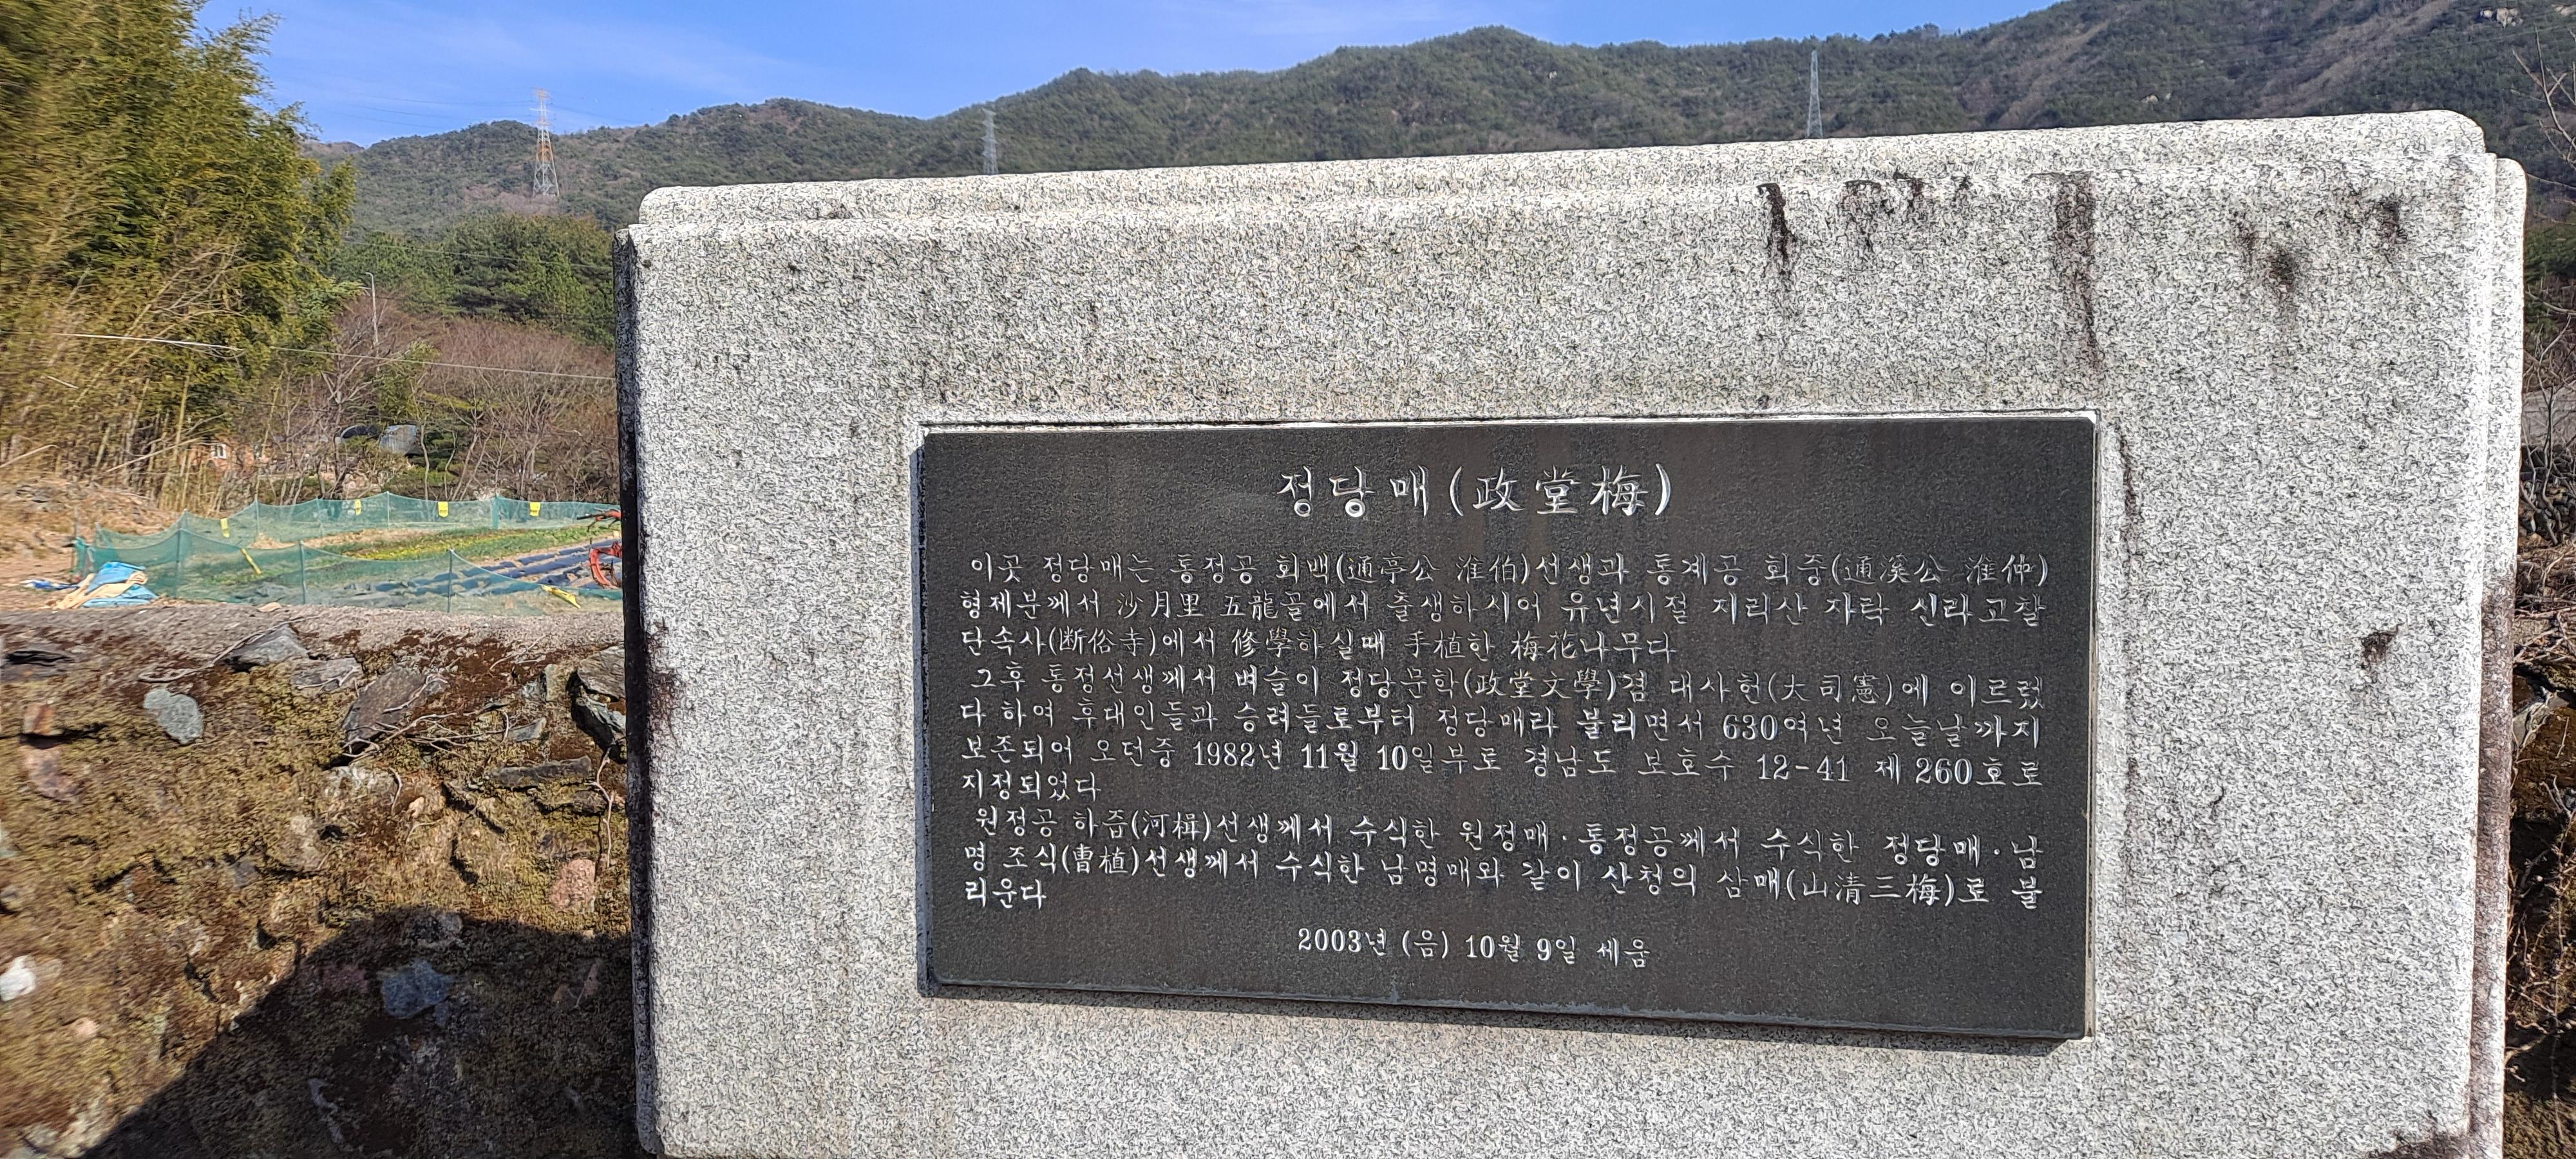 정당매(政堂梅)
이곳 정당매는 통정공 회백(通亭公 淮伯)선생과 통계공 회중(通溪公 淮仲)
형제분께서 沙月里 五龍골에서 출생하시어 유년시절 지리산 자락 신라고찰
단속사(断俗寺)에서 修學하실때 手植한 梅花나무다
그후 통정선생께서 벼슬이 정당문학(政堂文學)겸 대사헌(大司憲)에 이르렀
다 하여 후대인들과 승려들로부터 정당매라 불리면서 630여년 오늘날까지
보존되어 오던중 1982년 11월 10일부로 경남도 보호수 12-41 제260호로
지정되었다
원정공 하즙(河楫)선생께서 수식한 원정매·통정공께서 수식한 정당매·남
명 조식(曺植)선생께서 수식한 남명매와 같이 산청의 삼매(山清三梅)로 불
리운다
2003년 (음) 10월 9일 세움